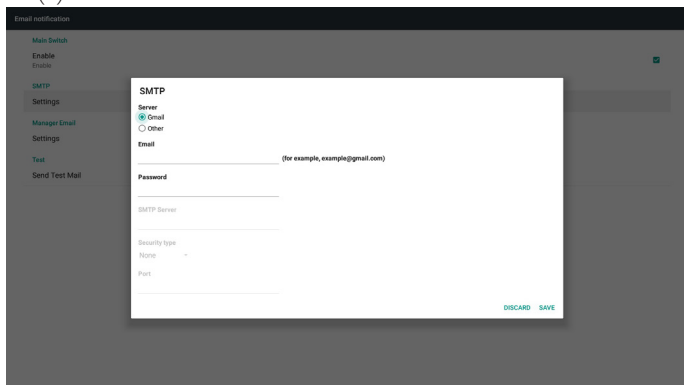 Email notification
Main Switch
Enable
Enable
SMTP
Settings
Manager Email
Settings
Test
Send Test Mail
SMTP
Server
Gmail
Other
Email
(for example, example@gmail.com)
Password
SMTP Server
Security type
None
Port
DISCARD SAVE